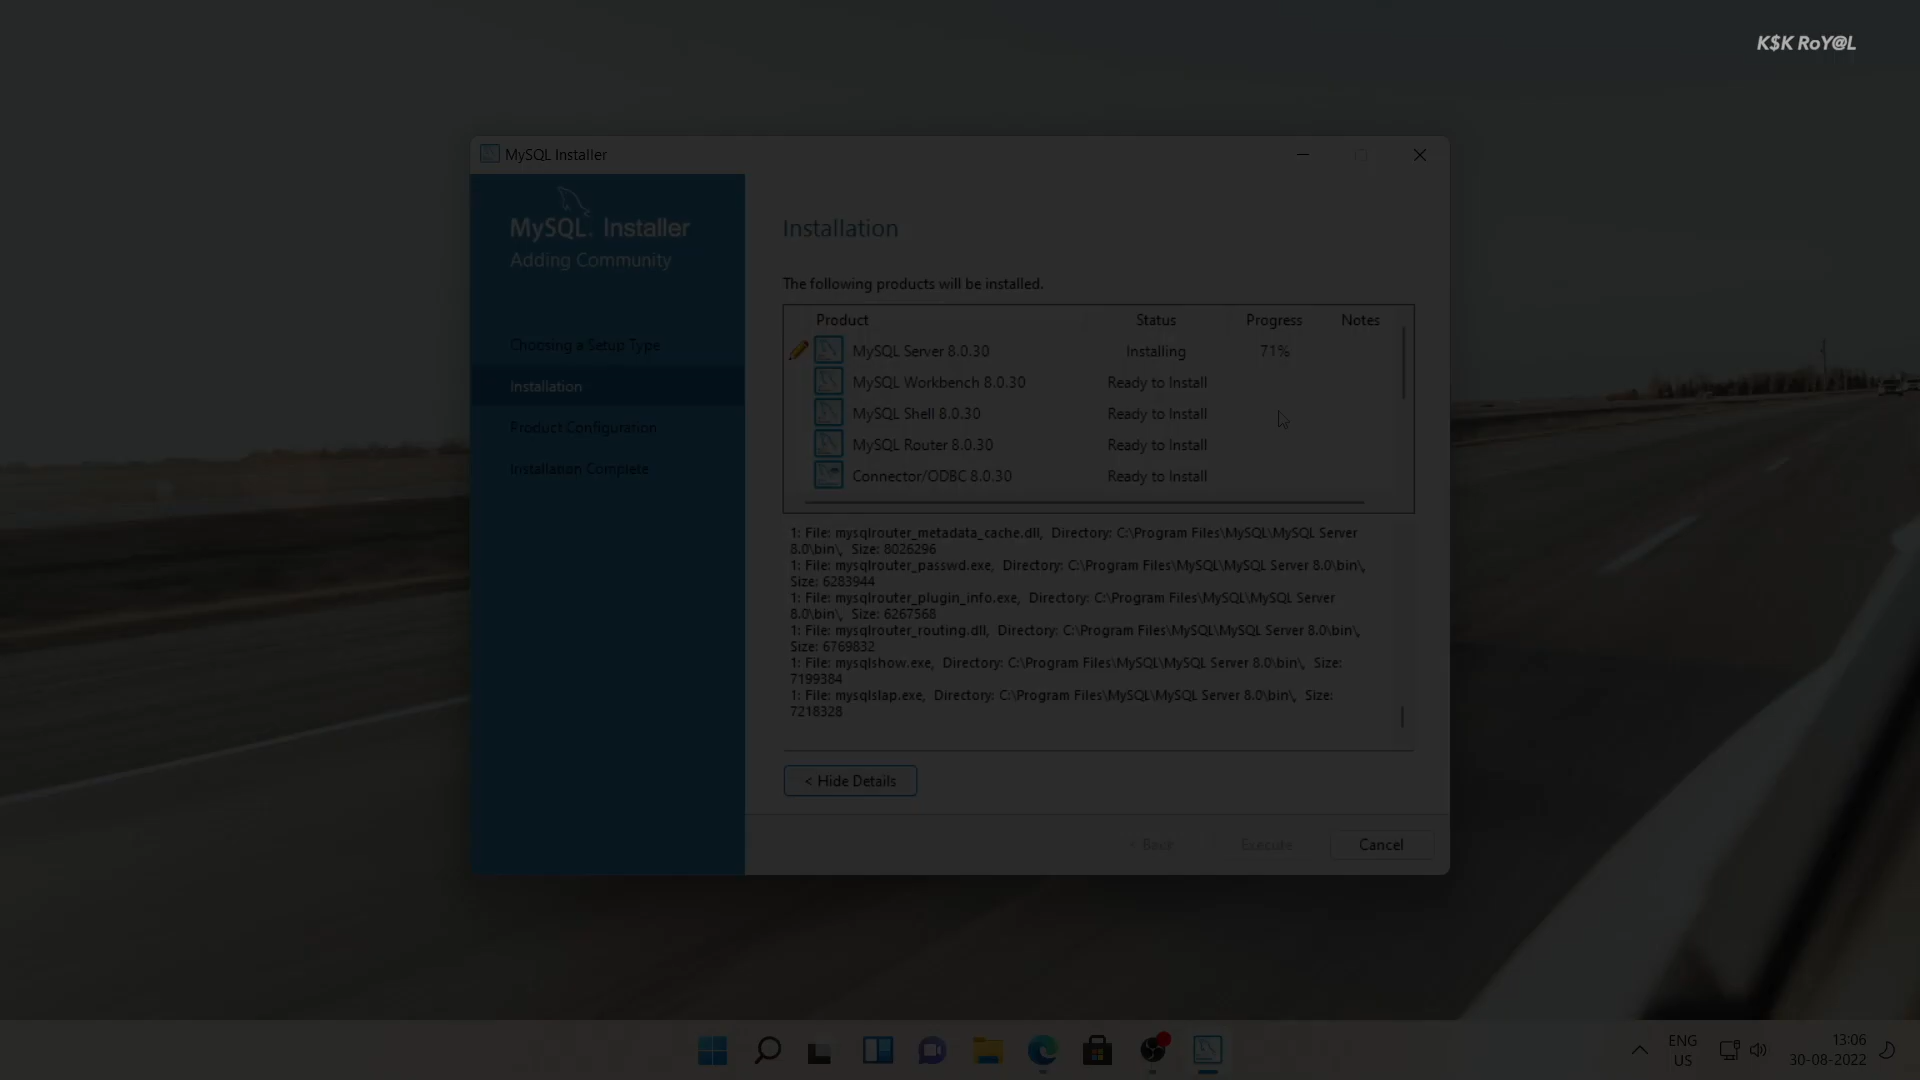 K$K RoY@L
MySQL Installer
MySQL. Installer
Adding Community
Choosing a Setup Type
Installation
Product Configuration
Installation Complete
Installation
The following products will be installed.
Product Status Progress Notes
MySQL Server 8.0.30 Installing 71%
MySQL Workbench 8.0.30 Ready to Install
MySQL Shell 8.0.30 Ready to Install
MySQL Router 8.0.30 Ready to Install
Connector/ODBC 8.0.30 Ready to Install
1: File: mysqlrouter_metadata_cache.dll, Directory: C:\Program Files\MySQL\MySQL Server
8.0\bin\, Size: 8026296
1: File: mysqlrouter_passwd.exe, Directory: C:\Program Files\MySQL\MySQL Server 8.0\bin\,
Size: 6283944
1: File: mysqlrouter_plugin_info.exe, Directory: C:\Program Files\MySQL\MySQL Server
8.0\bin\, Size: 6267568
1: File: mysqlrouter_routing.dll, Directory: C:\Program Files\MySQL\MySQL Server 8.0\bin\,
Size: 6769832
1: File: mysqlshow.exe, Directory: C:\Program Files\MySQL\MySQL Server 8.0\bin\, Size:
7199384
1: File: mysqlslap.exe, Directory: C:\Program Files\MySQL\MySQL Server 8.0\bin\, Size:
7218328
< Hide Details
< Back Execute Cancel
ENG
US
13:06
30-08-2022